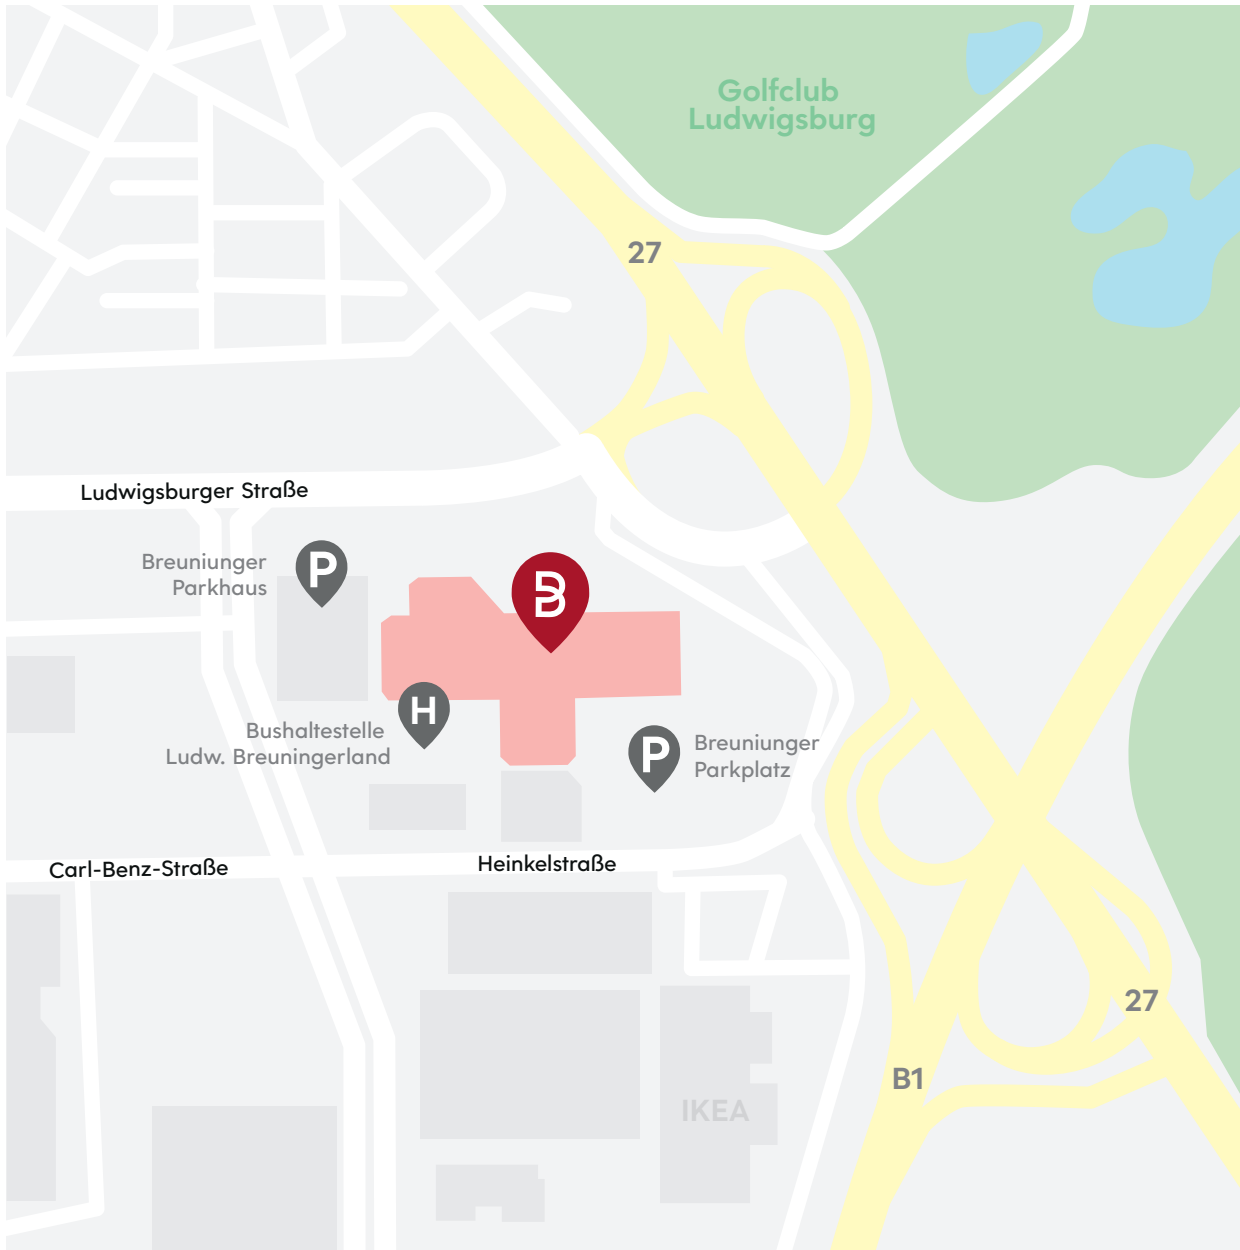 Golfclub
Ludwigsburg
27
Ludwigsburger Straße
Breuniunger
Parkhaus
P
B
H
Bushaltestelle
Ludw. Breuningerland
P
Breuniunger
Parkplatz
Carl-Benz-Straße
Heinkelstraße
27
B1
IKEA